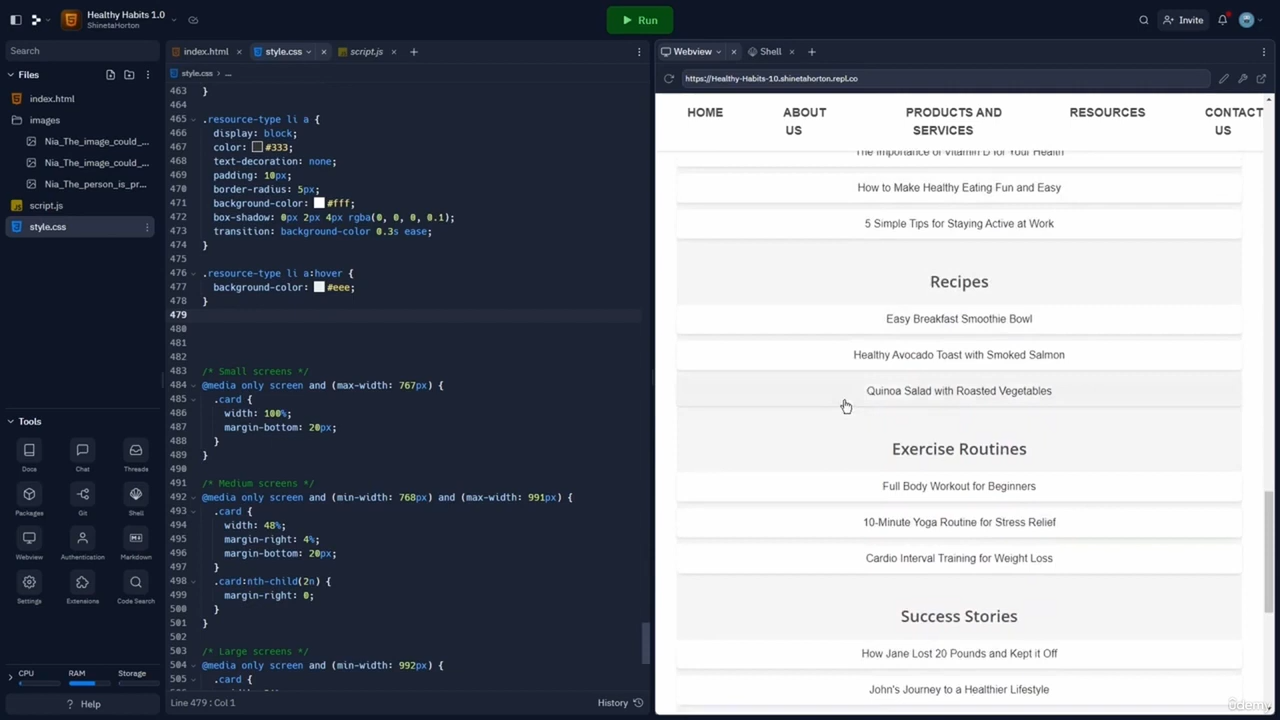 Healthy Habits 1.0
ShinetaHorton
Run
Invite
Search
Files
index.html
images
Nia_The_image_could_...
Nia_The_image_could_...
Nia_The_person_is_pr...
script.js
style.css
Tools
Docs
Chat
Threads
Packages
Git
Shell
Webview
Authentication
Markdown
Settings
Extensions
Code Search
CPU
RAM
Storage
Help
index.html
style.css
script.js
style.css > ...
463 }
464
465 .resource-type li a {
466 display: block;
467 color: #333;
468 text-decoration: none;
469 padding: 10px;
470 border-radius: 5px;
471 background-color: #fff;
472 box-shadow: 0px 2px 4px rgba(0, 0, 0, 0.1);
473 transition: background-color 0.3s ease;
474 }
475
476 .resource-type li a:hover {
477 background-color: #eee;
478 }
479
480
481
482
483 /* Small screens */
484 @media only screen and (max-width: 767px) {
485 .card {
486 width: 100%;
487 margin-bottom: 20px;
488 }
489 }
490
491 /* Medium screens */
492 @media only screen and (min-width: 768px) and (max-width: 991px) {
493 .card {
494 width: 48%;
495 margin-right: 4%;
496 margin-bottom: 20px;
497 }
498 .card:nth-child(2n) {
499 margin-right: 0;
500 }
501 }
502
503 /* Large screens */
504 @media only screen and (min-width: 992px) {
505 .card {
Line 479 : Col 1
History
Webview
Shell
https://Healthy-Habits-10.shinetahorton.repl.co
HOME
ABOUT US
PRODUCTS AND SERVICES
RESOURCES
CONTACT US
The Importance of Vitamin D for Your Health
How to Make Healthy Eating Fun and Easy
5 Simple Tips for Staying Active at Work
Recipes
Easy Breakfast Smoothie Bowl
Healthy Avocado Toast with Smoked Salmon
Quinoa Salad with Roasted Vegetables
Exercise Routines
Full Body Workout for Beginners
10-Minute Yoga Routine for Stress Relief
Cardio Interval Training for Weight Loss
Success Stories
How Jane Lost 20 Pounds and Kept it Off
John's Journey to a Healthier Lifestyle
ûdemy